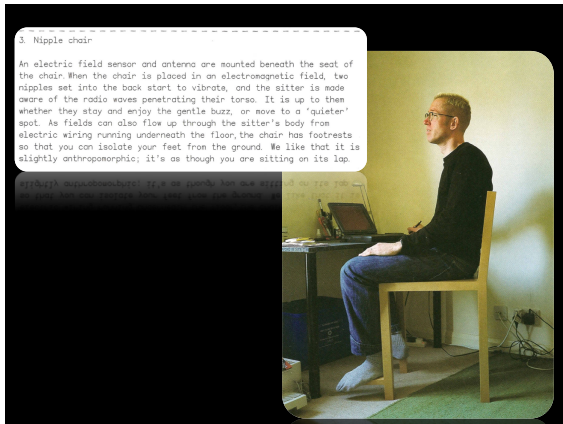 3. Nipple chair
An electric field sensor and antenna are mounted beneath the seat of
the chair. When the chair is placed in an electromagnetic field, two
nipples set into the back start to vibrate, and the sitter is made
aware of the radio waves penetrating their torso. It is up to them
whether they stay and enjoy the gentle buzz, or move to a 'quieter'
spot. As fields can also flow up through the sitter's body from
electric wiring running underneath the floor, the chair has footrests
so that you can isolate your feet from the ground. We like that it is
slightly anthropomorphic; it's as though you are sitting on its lap.